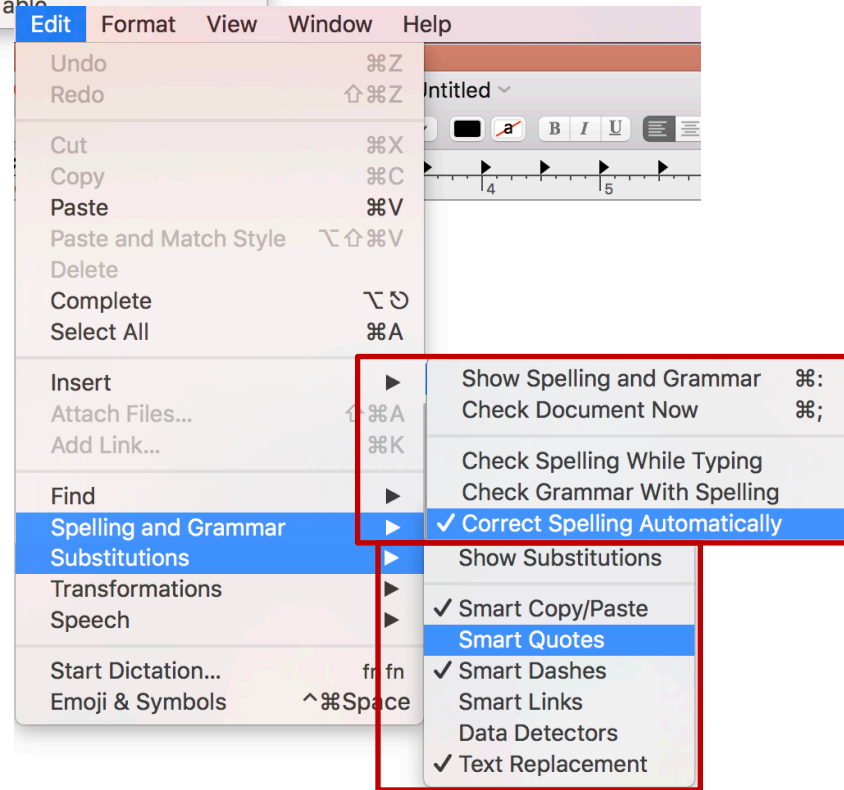 able
Edit Format View Window Help
Undo ⌘Z
Redo ⇧⌘Z
Untitled
a B I U
Cut ⌘X
Copy ⌘C
4 5
Paste ⌘V
Paste and Match Style ⌥⇧⌘V
Delete
Complete ⌥⎋
Select All ⌘A
Insert ▶
Attach Files... ⇧⌘A
Add Link... ⌘K
Find ▶
Spelling and Grammar ▶
Substitutions ▶
Transformations ▶
Speech ▶
Start Dictation... fn fn
Emoji & Symbols ^⌘Space
Show Spelling and Grammar ⌘:
Check Document Now ⌘;
Check Spelling While Typing
Check Grammar With Spelling
✓ Correct Spelling Automatically
Show Substitutions
✓ Smart Copy/Paste
Smart Quotes
✓ Smart Dashes
Smart Links
Data Detectors
✓ Text Replacement